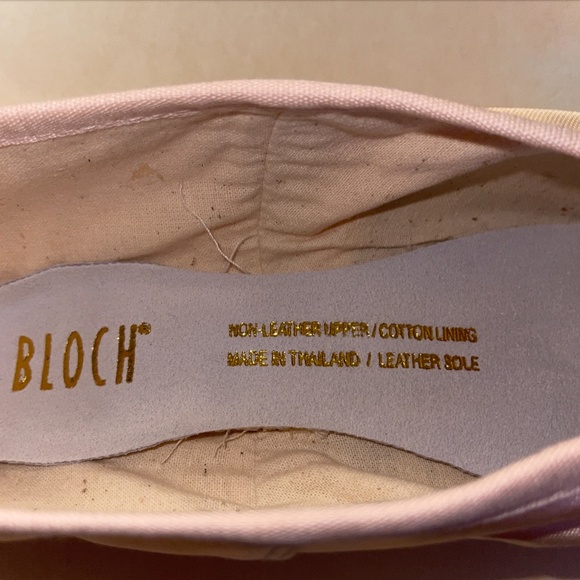 BLOCH®
NON-LEATHER UPPER / COTTON LINING
MADE IN THAILAND / LEATHER SOLE